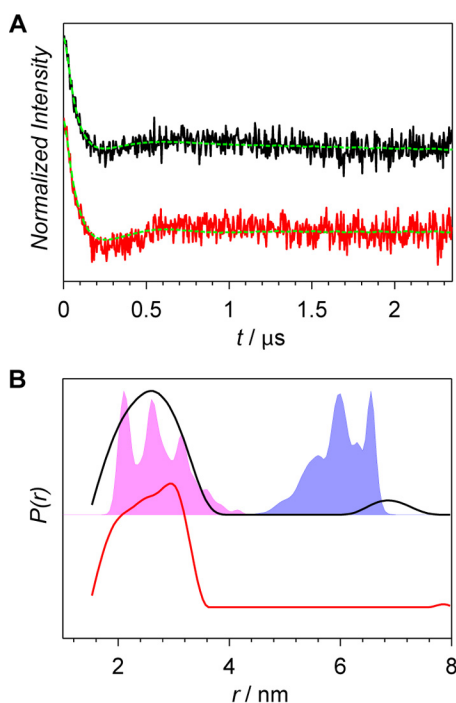 A
Normalized Intensity
0 0.5 1 1.5 2
t / μs
B
P(r)
2 4 6 8
r / nm